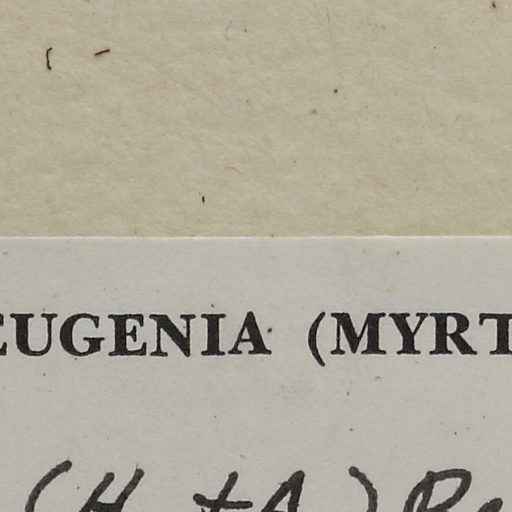 EUGENIA (MYRT
(H. + A.)